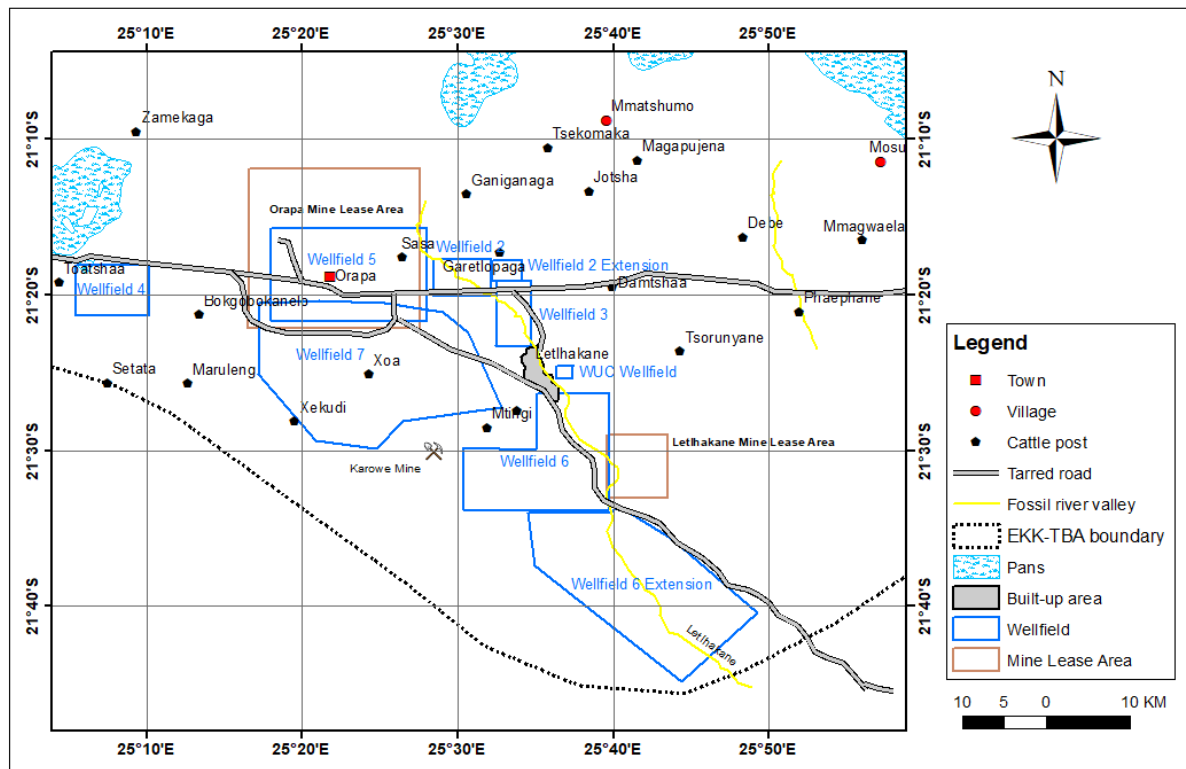 25°10'E 25°20'E 25°30'E 25°40'E 25°50'E
Zamekaga
Mmatshumo
Tsekomaka
Magapujena
Mosu
21°10'S
21°10'S
Ganiganaga
Jotsha
Orapa Mine Lease Area
Debe
Mmagwaela
Sasa
Wellfield 2
Wellfield 5
Garetlopaga
Wellfield 2 Extension
Toatshaa
Orapa
Damtshaa
Wellfield 4
Bokgobokanelo
Phaephane
21°20'S
21°20'S
Wellfield 3
Tsorunyane
Letlhakane
Wellfield 7
Xoa
WUC Wellfield
Setata
Maruleng
Xekudi
Mtingi
Letlhakane Mine Lease Area
21°30'S
21°30'S
Karowe Mine
Wellfield 6
Wellfield 6 Extension
21°40'S
21°40'S
Letlhakane
25°10'E 25°20'E 25°30'E 25°40'E 25°50'E
N
Legend
Town
Village
Cattle post
Tarred road
Fossil river valley
EKK-TBA boundary
Pans
Built-up area
Wellfield
Mine Lease Area
10 5 0 10 KM